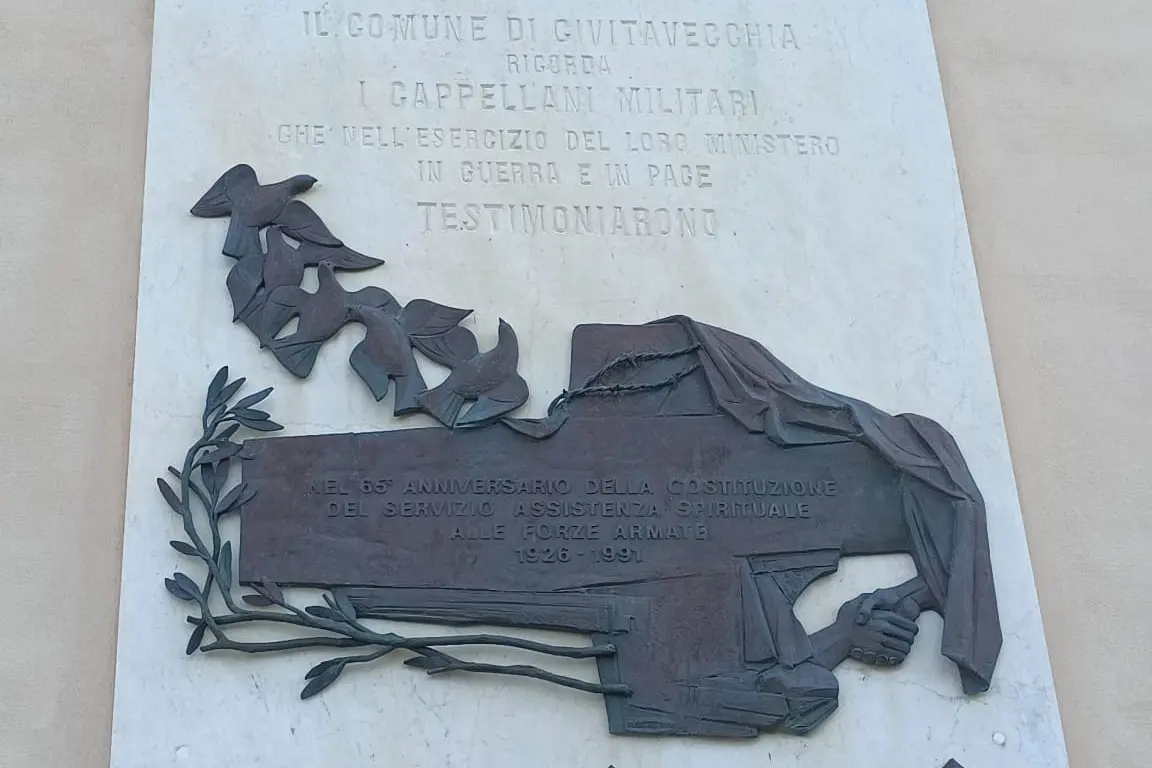 IL COMUNE DI CIVITAVECCHIA
RICORDA
I CAPPELLANI MILITARI
CHE NELL'ESERCIZIO DEL LORO MINISTERO
IN GUERRA E IN PACE
TESTIMONIARONO
NEL 65° ANNIVERSARIO DELLA COSTITUZIONE
DEL SERVIZIO ASSISTENZA SPIRITUALE
ALLE FORZE ARMATE
1926-1991